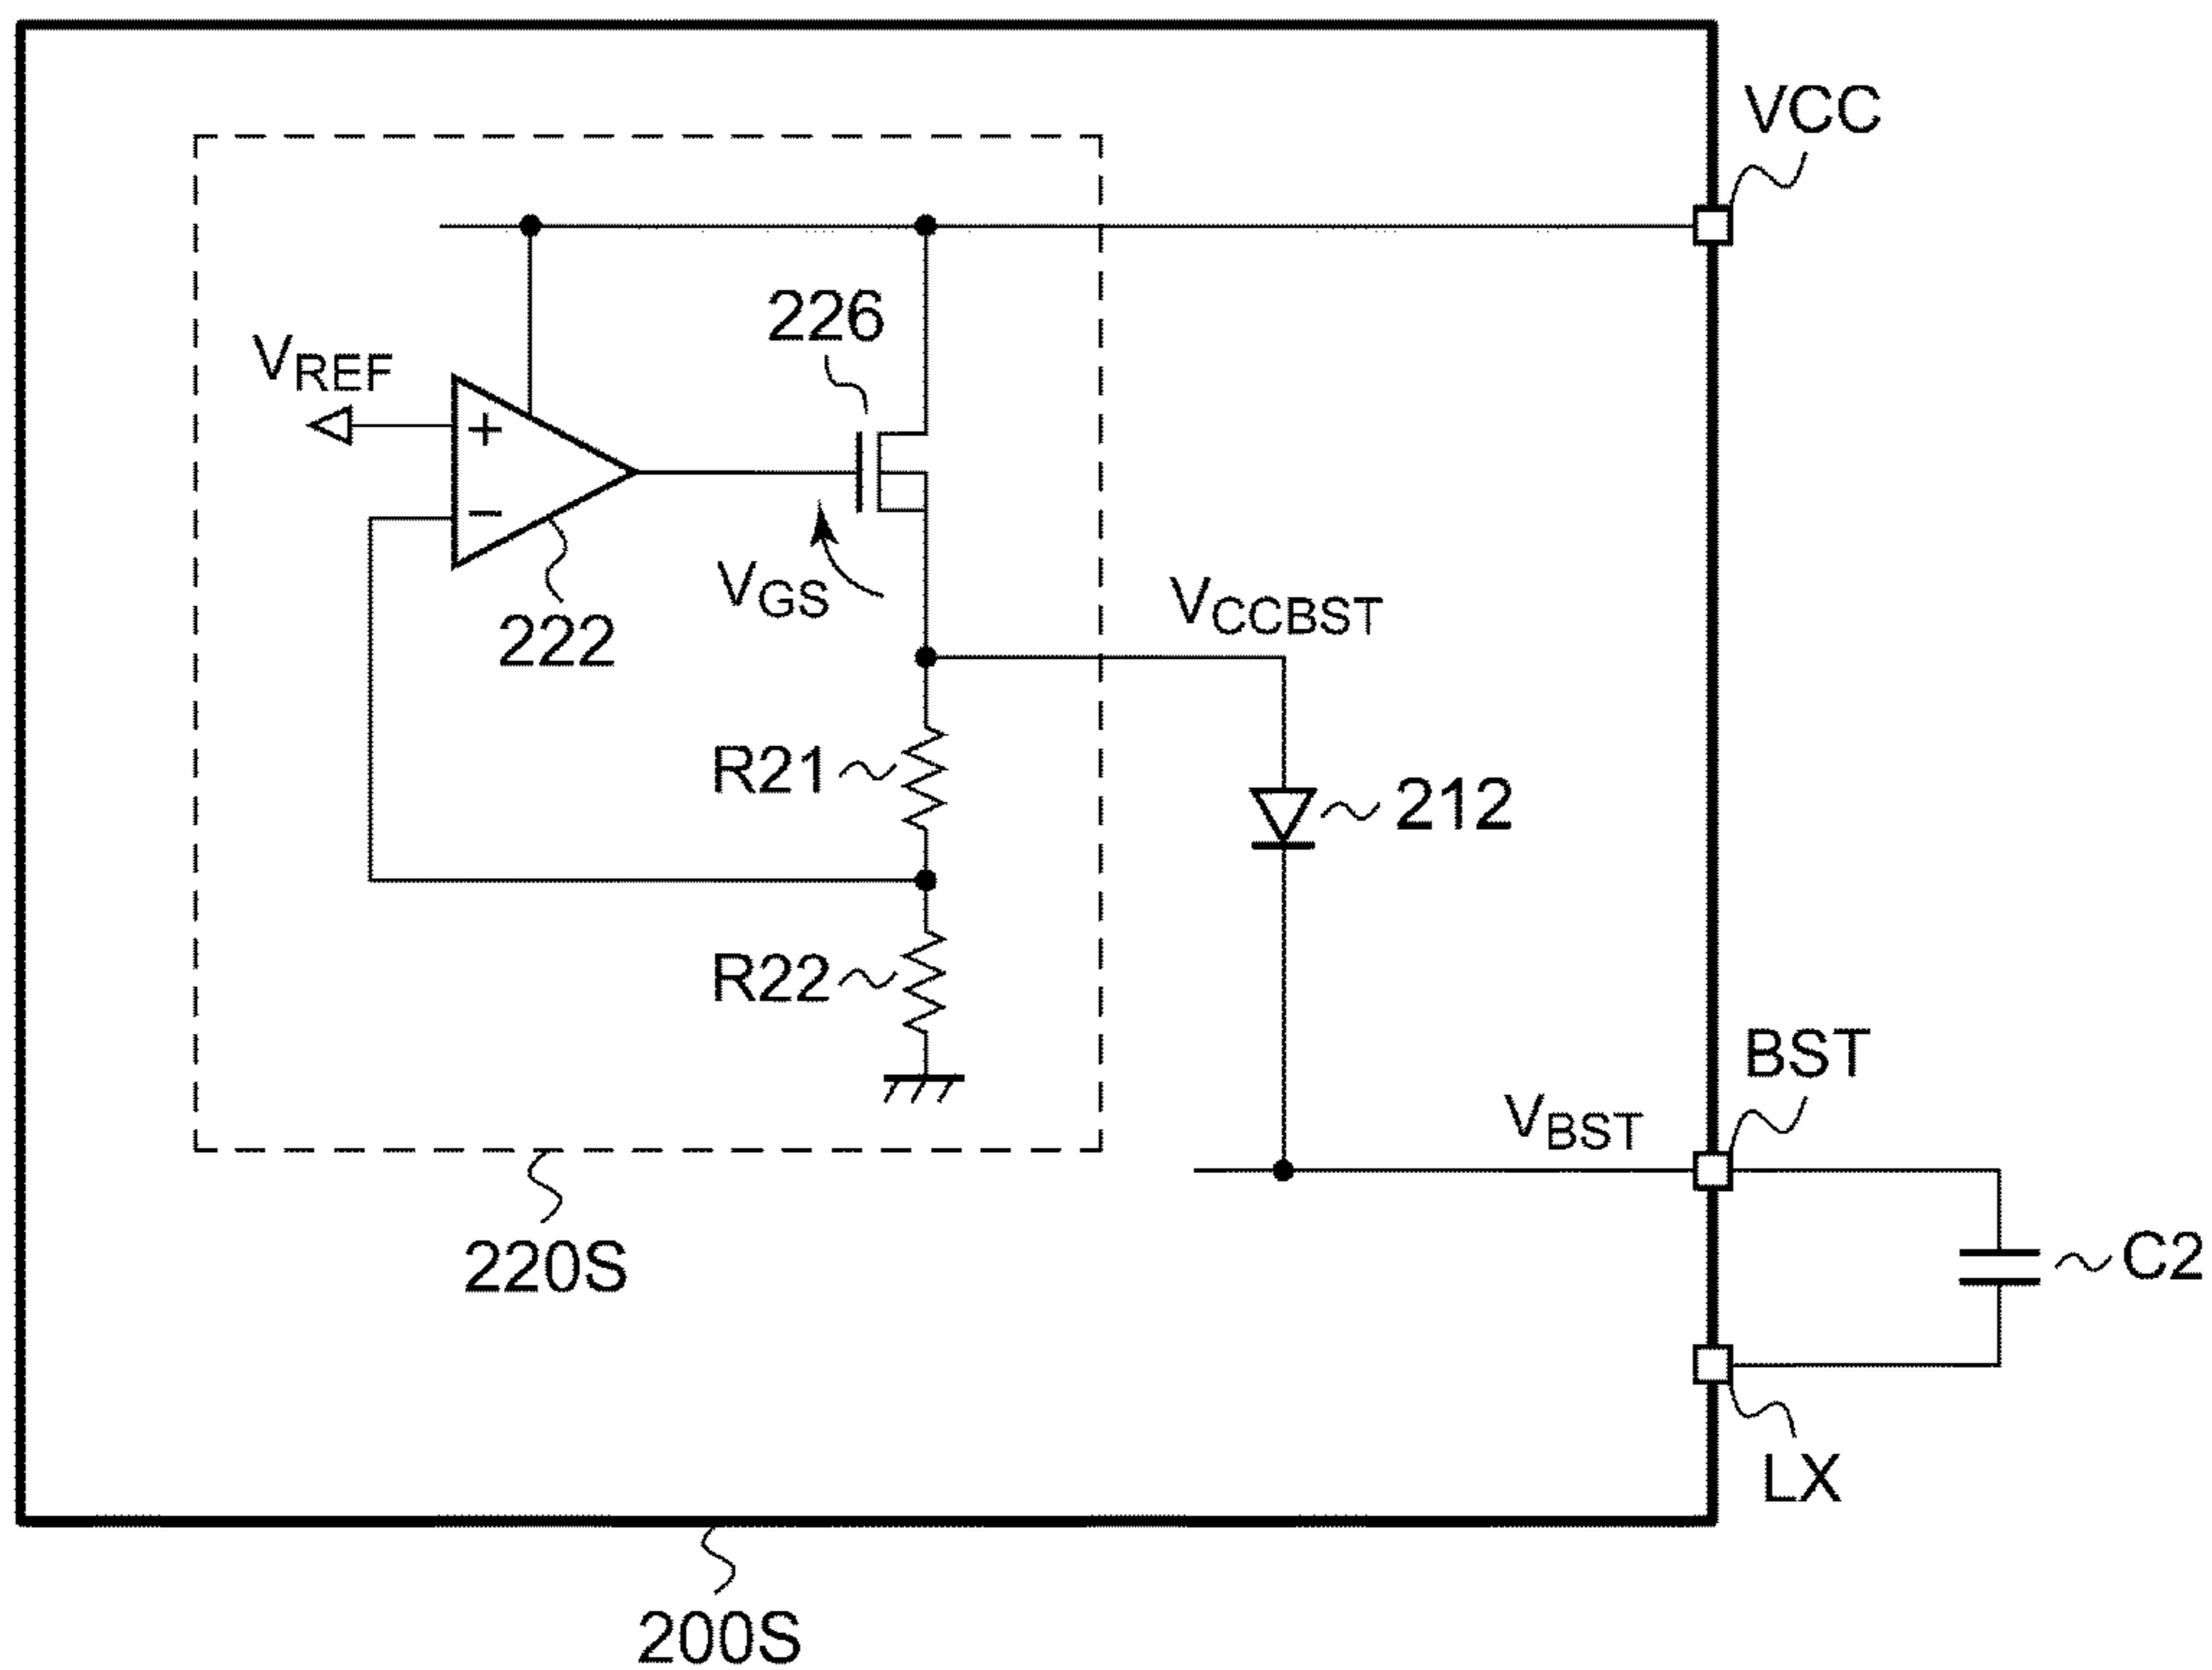 VCC
226
VREF
+
−
VGS
222
VCCBST
R21
212
R22
BST
VBST
220S
C2
LX
200S